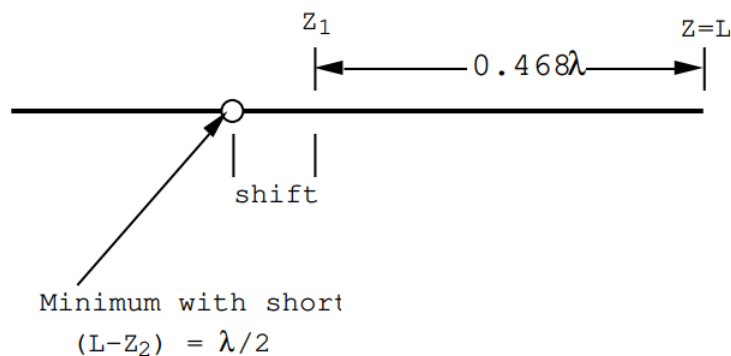 Z₁
Z=L
0.468λ
shift
Minimum with short
(L-Z₂) = λ/2